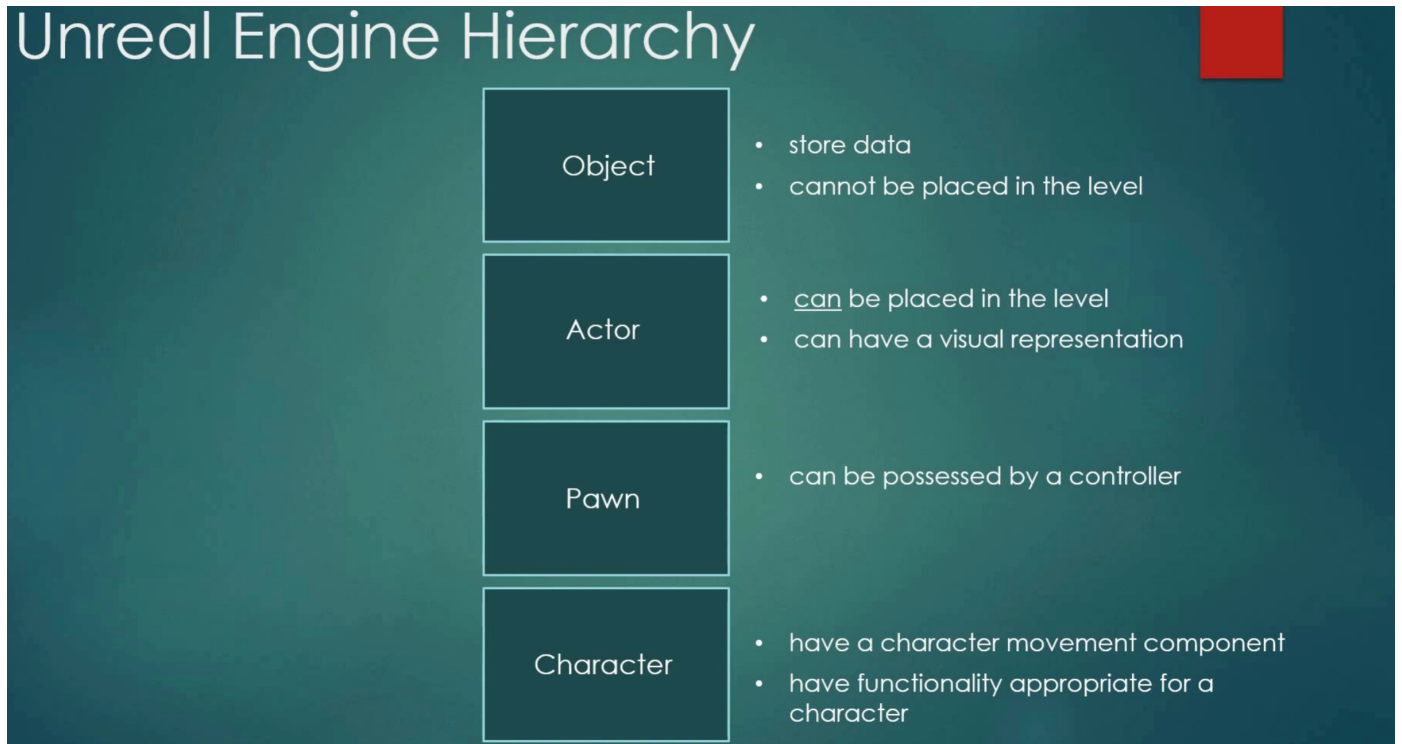 Unreal Engine Hierarchy
Object
• store data
• cannot be placed in the level
Actor
• can be placed in the level
• can have a visual representation
Pawn
• can be possessed by a controller
Character
• have a character movement component
• have functionality appropriate for a
character